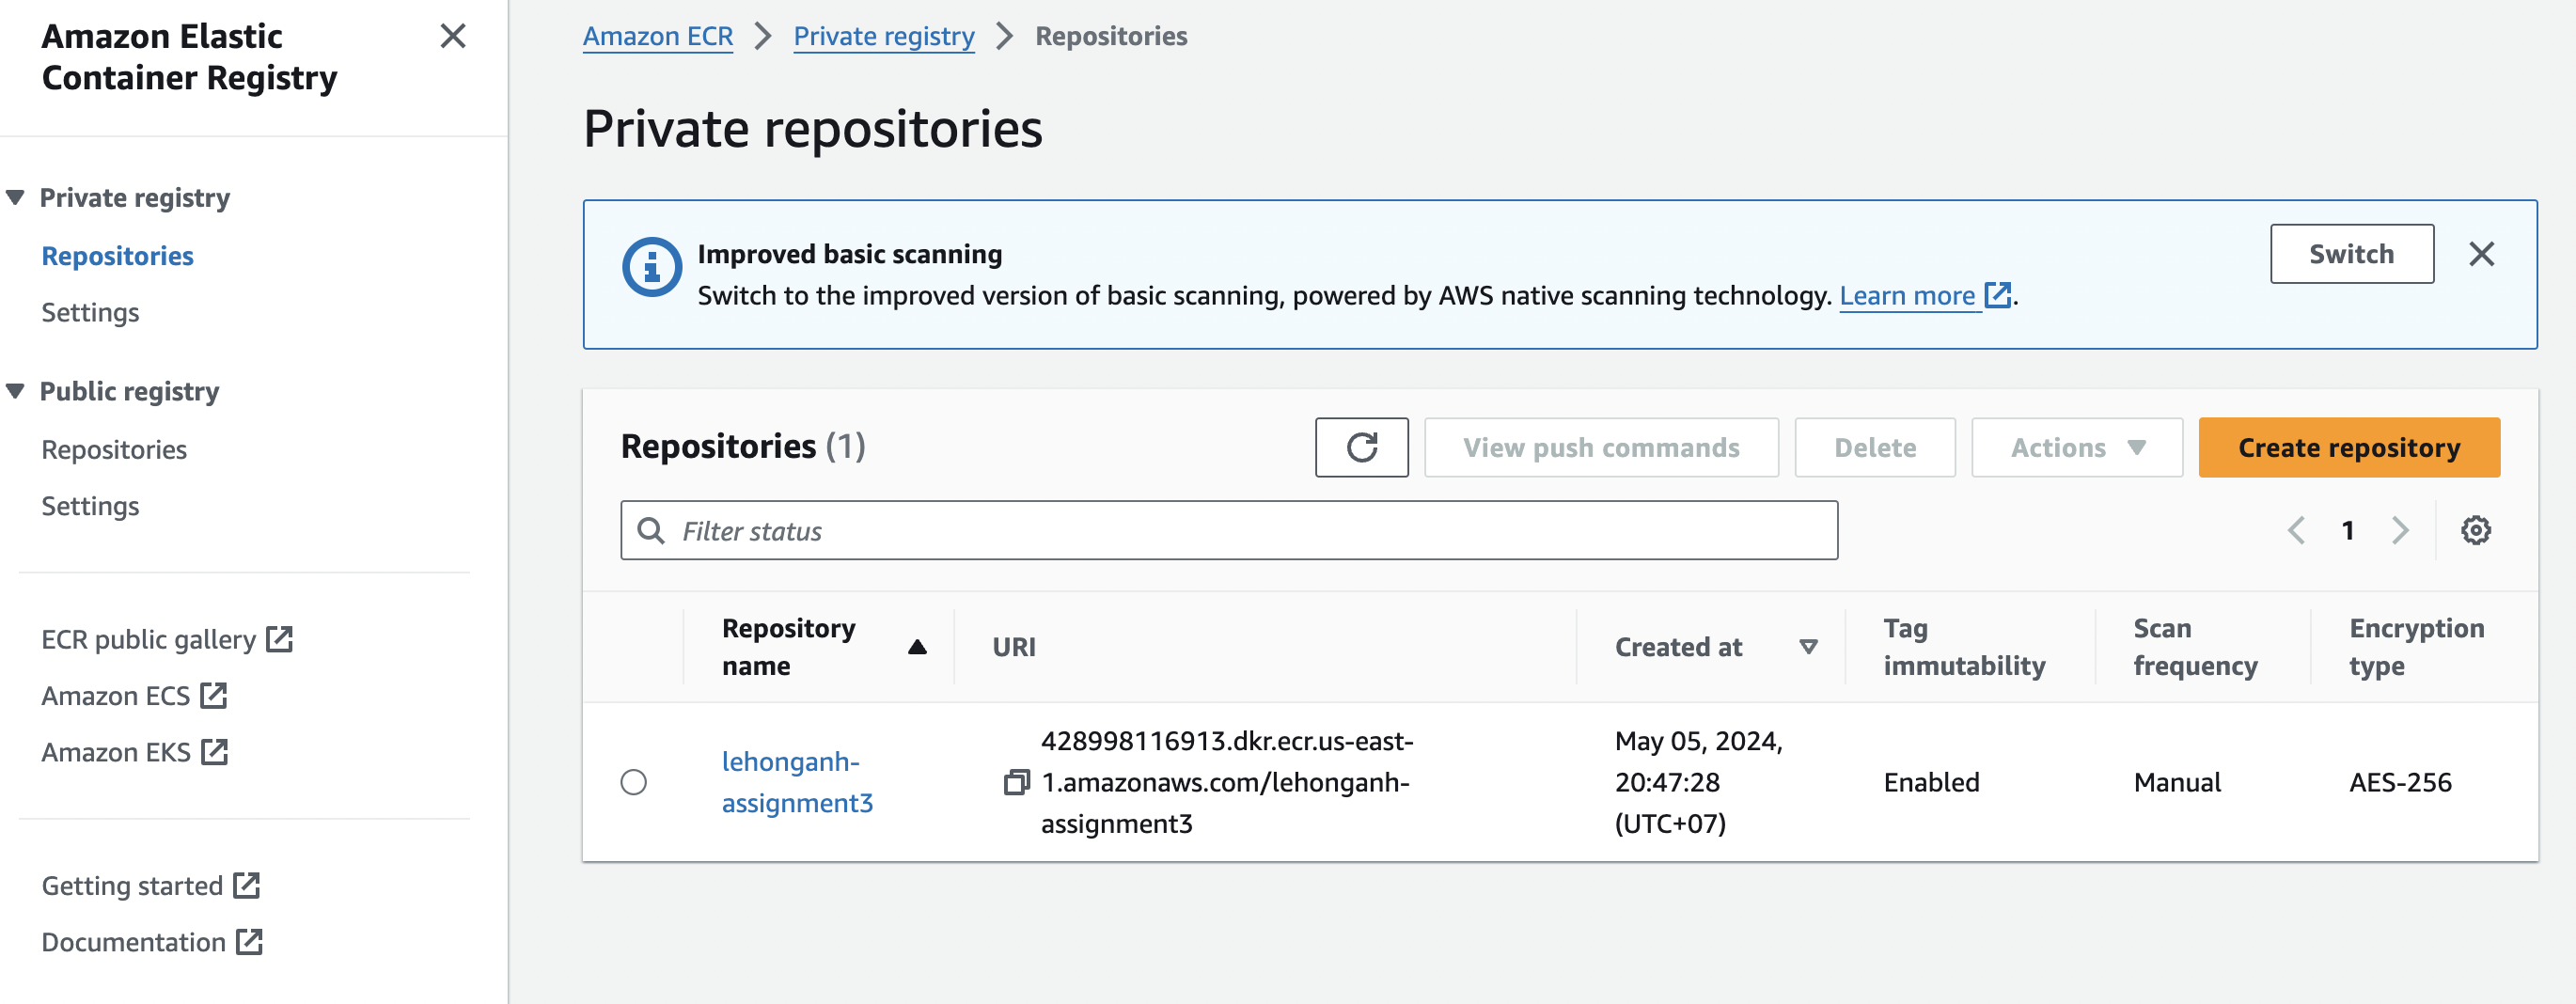 Amazon Elastic
Container Registry
Private registry
Repositories
Settings
Public registry
Repositories
Settings
ECR public gallery
Amazon ECS
Amazon EKS
Getting started
Documentation
Amazon ECR > Private registry > Repositories
Private repositories
Improved basic scanning
Switch to the improved version of basic scanning, powered by AWS native scanning technology. Learn more .
Switch
Repositories (1)
View push commands
Delete
Actions
Create repository
Filter status
1
Repository
name
URI
Created at
Tag
immutability
Scan
frequency
Encryption
type
lehonganh-
assignment3
428998116913.dkr.ecr.us-east-
1.amazonaws.com/lehonganh-
assignment3
May 05, 2024,
20:47:28
(UTC+07)
Enabled
Manual
AES-256